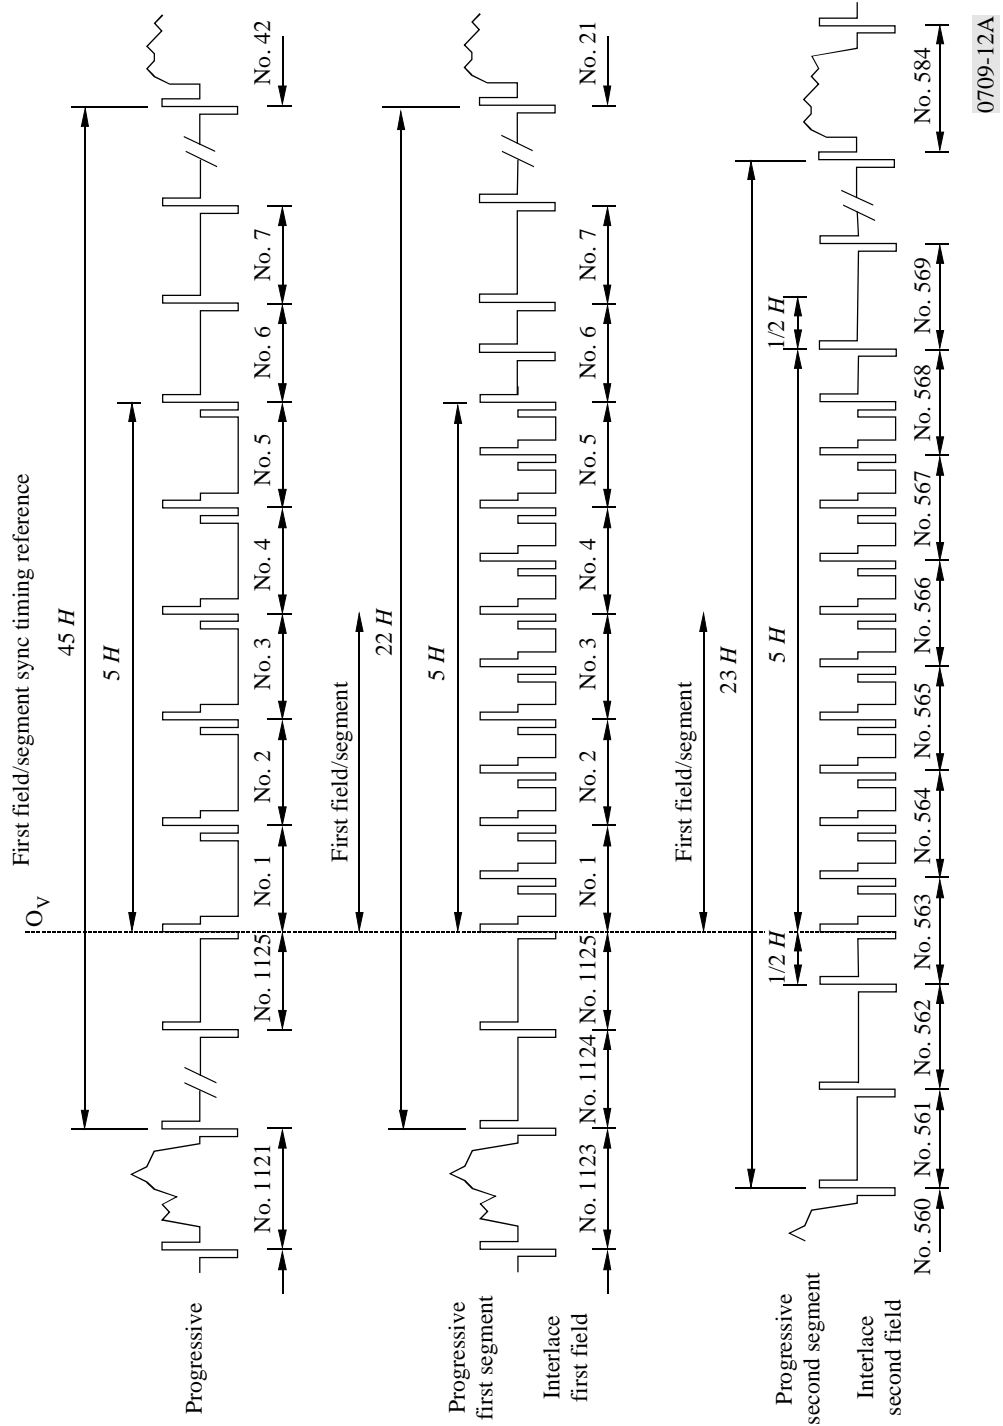 First field/segment sync timing reference
O_V
45 H
5 H
Progressive
No. 1121
No. 1125
No. 1
No. 2
No. 3
No. 4
No. 5
No. 6
No. 7
No. 42
First field/segment
22 H
5 H
Progressive
first segment
Interlace
first field
No. 1123
No. 1124
No. 1125
No. 1
No. 2
No. 3
No. 4
No. 5
No. 6
No. 7
No. 21
First field/segment
23 H
1/2 H
5 H
1/2 H
Progressive
second segment
Interlace
second field
No. 560
No. 561
No. 562
No. 563
No. 564
No. 565
No. 566
No. 567
No. 568
No. 569
No. 584
0709-12A